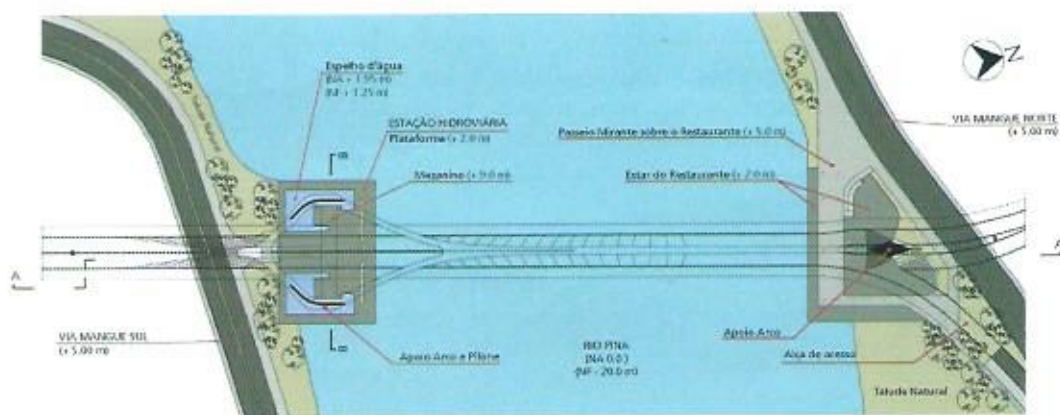 Espelho d'água
(NA + 1.95 m)
(NF + 1.25 m)
ESTAÇÃO HIDROVIÁRIA
Plataforma (+ 2.0 m)
Mezanino (+ 9.0 m)
B
Talude Natural
A
VIA MANGUE SUL
(+ 5.00 m)
Apoio Arco e Pilone
B
RIO PINA
(NA 0.0)
(NF - 20.0 m)
N
VIA MANGUE NORTE
(+ 5.00 m)
Passeio Mirante sobre o Restaurante (+ 5.0 m)
Estar do Restaurante (+ 2.0 m)
A
Apoio Arco
Alça de acesso
Talude Natural